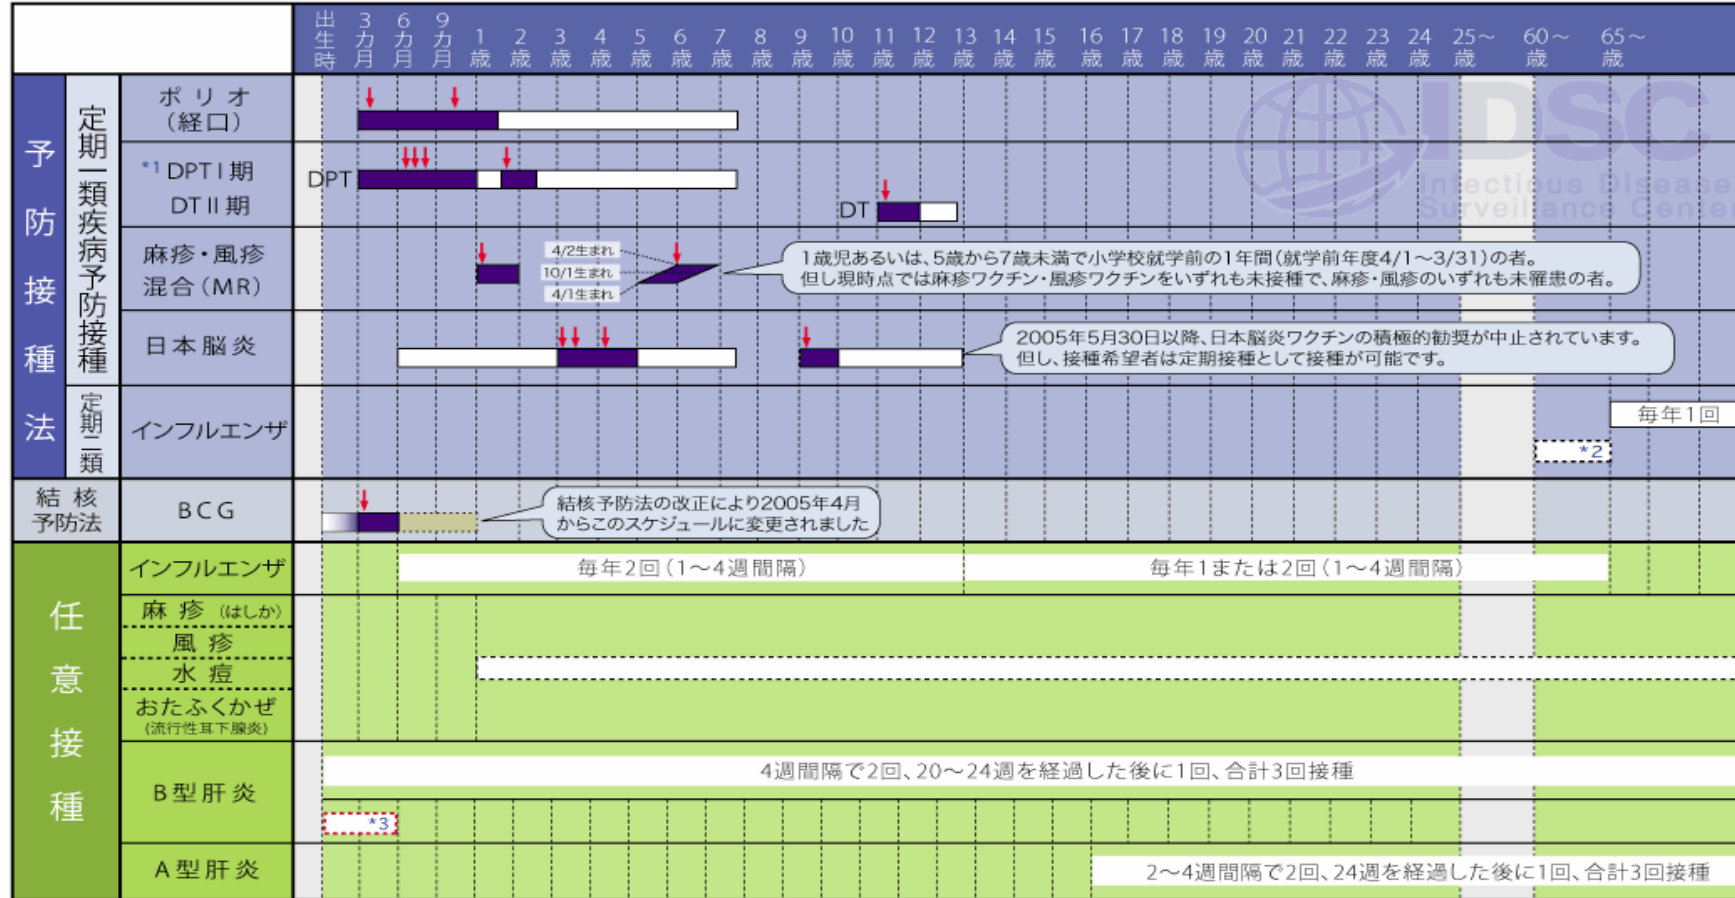 出生時 3カ月 6カ月 9カ月 1歳 2歳 3歳 4歳 5歳 6歳 7歳 8歳 9歳 10歳 11歳 12歳 13歳 14歳 15歳 16歳 17歳 18歳 19歳 20歳 21歳 22歳 23歳 24歳 25~歳 60~歳 65~歳
IDSC
Infectious Disease
Surveillance Center
予防接種法
定期一類疾病予防接種
ポリオ
(経口)
*1 DPT I 期
DT II 期
DPT
DT
麻疹・風疹
混合(MR)
4/2生まれ
10/1生まれ
4/1生まれ
1歳児あるいは、5歳から7歳未満で小学校就学前の1年間(就学前年度4/1~3/31)の者。
但し現時点では麻疹ワクチン・風疹ワクチンをいずれも未接種で、麻疹・風疹のいずれも未罹患の者。
日本脳炎
2005年5月30日以降、日本脳炎ワクチンの積極的勧奨が中止されています。
但し、接種希望者は定期接種として接種が可能です。
定期二類
インフルエンザ
毎年1回
*2
結核
予防法
BCG
結核予防法の改正により2005年4月
からこのスケジュールに変更されました
任意接種
インフルエンザ
毎年2回(1~4週間隔)
毎年1または2回(1~4週間隔)
麻疹(はしか)
風疹
水痘
おたふくかぜ
(流行性耳下腺炎)
B型肝炎
4週間隔で2回、20~24週を経過した後に1回、合計3回接種
*3
A型肝炎
2~4週間隔で2回、24週を経過した後に1回、合計3回接種